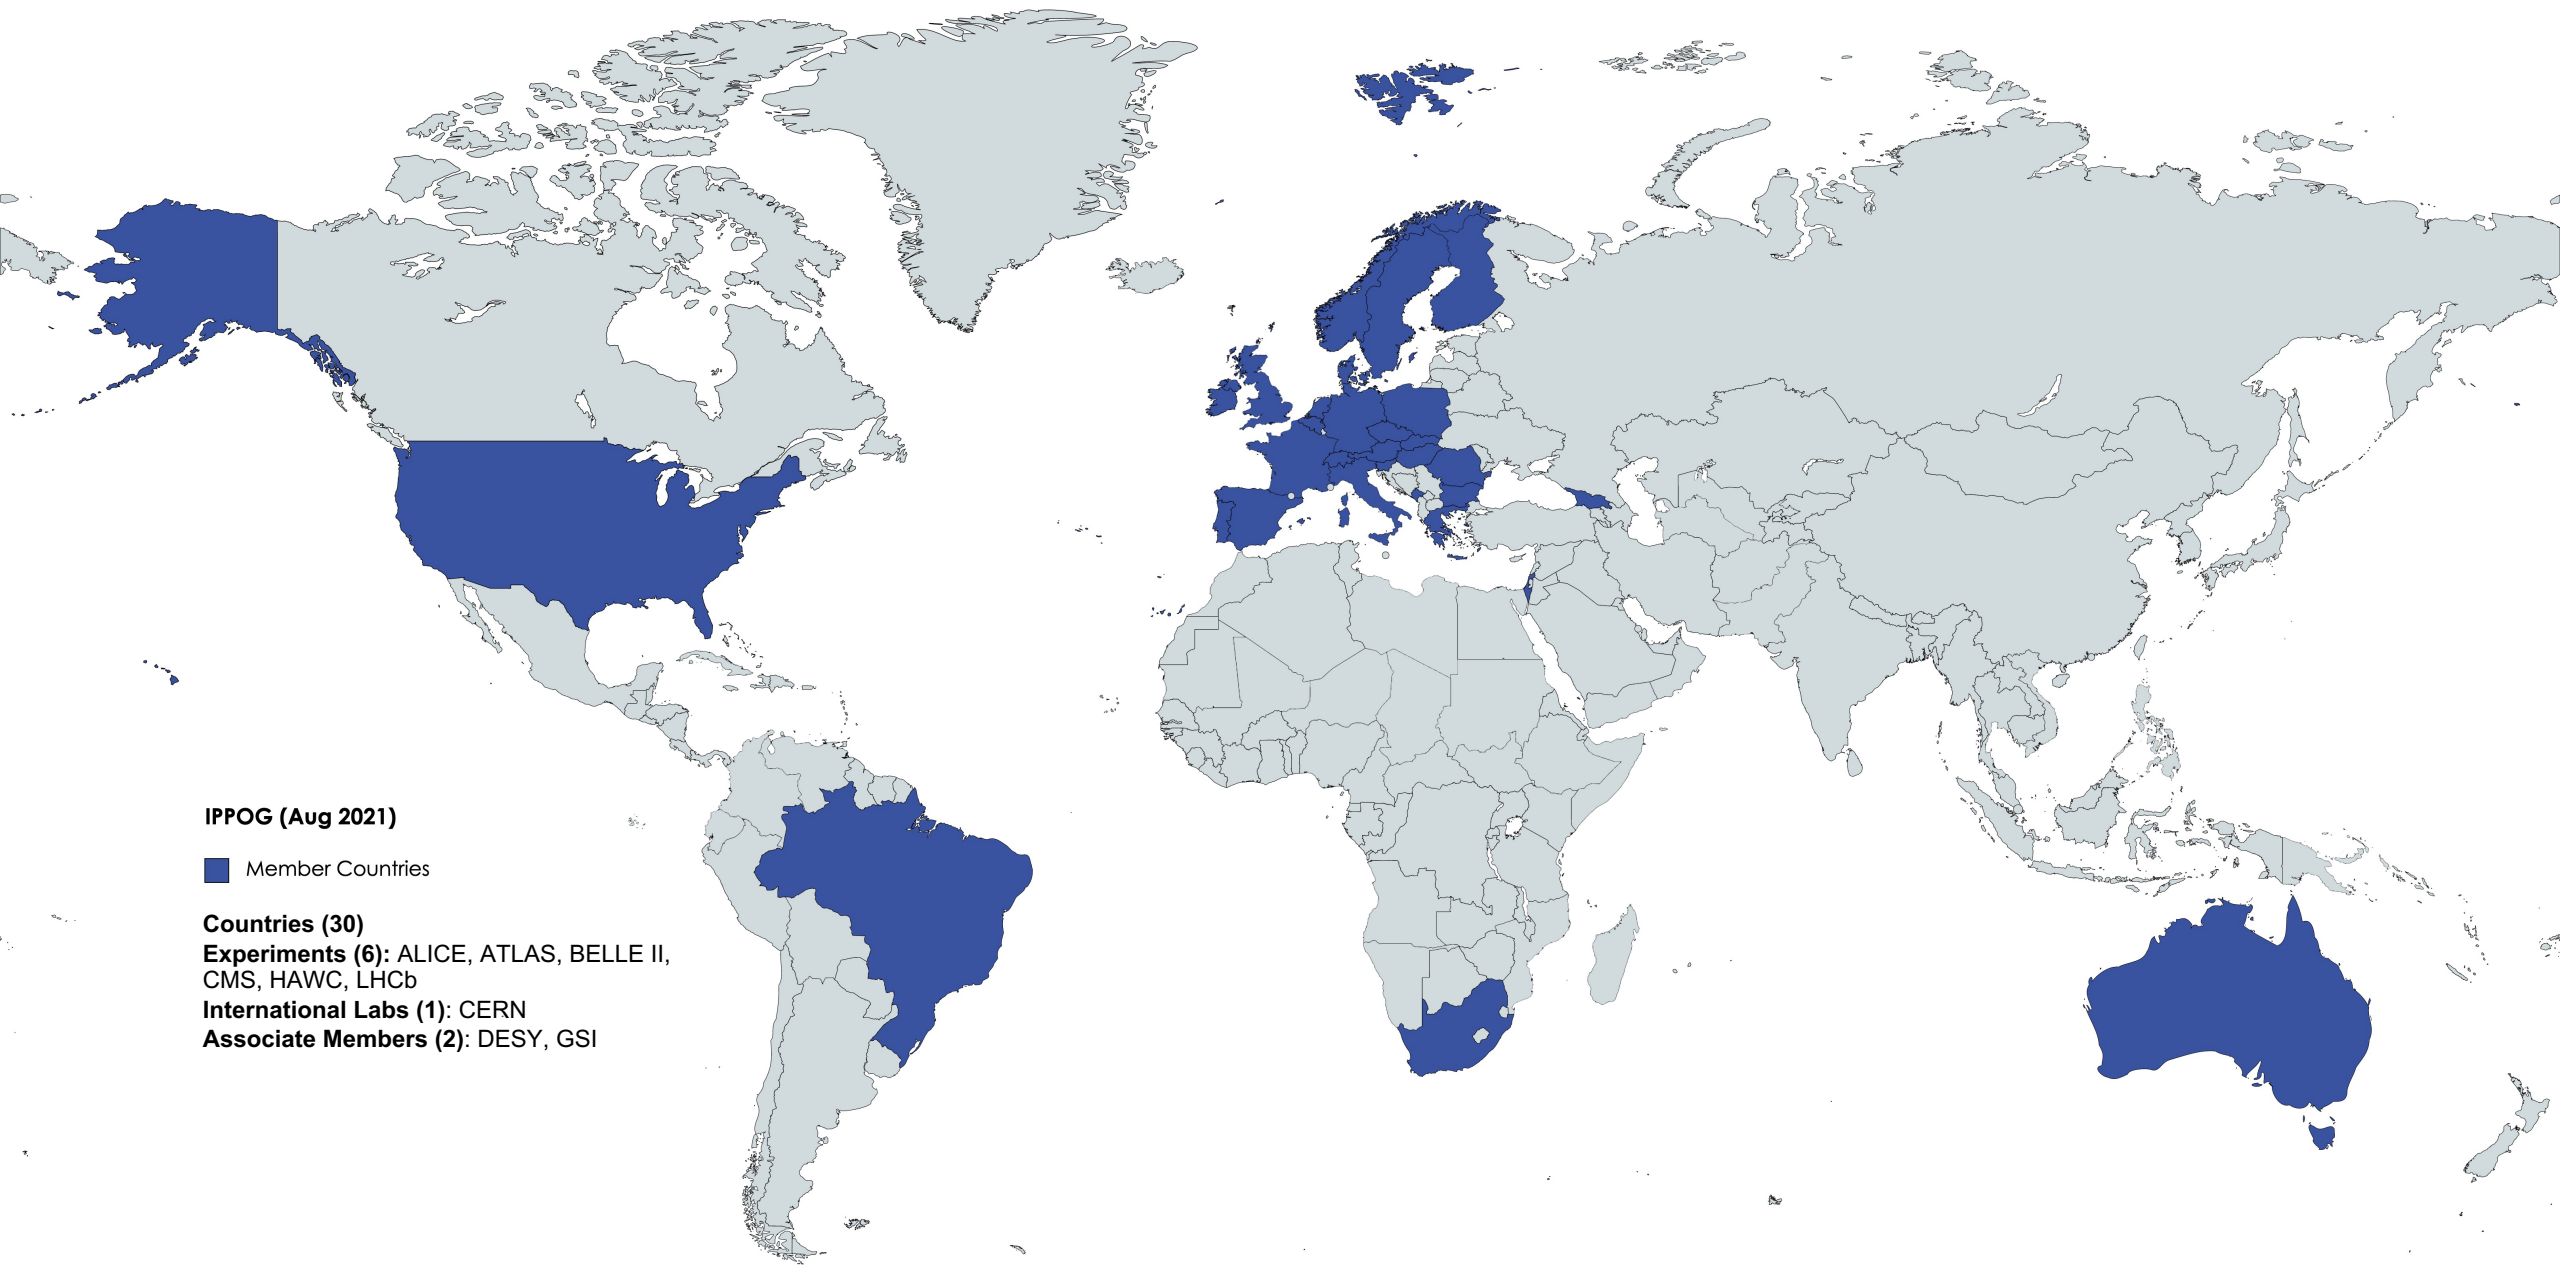 IPPOG (Aug 2021)
Member Countries
Countries (30)
Experiments (6): ALICE, ATLAS, BELLE II,
CMS, HAWC, LHCb
International Labs (1): CERN
Associate Members (2): DESY, GSI